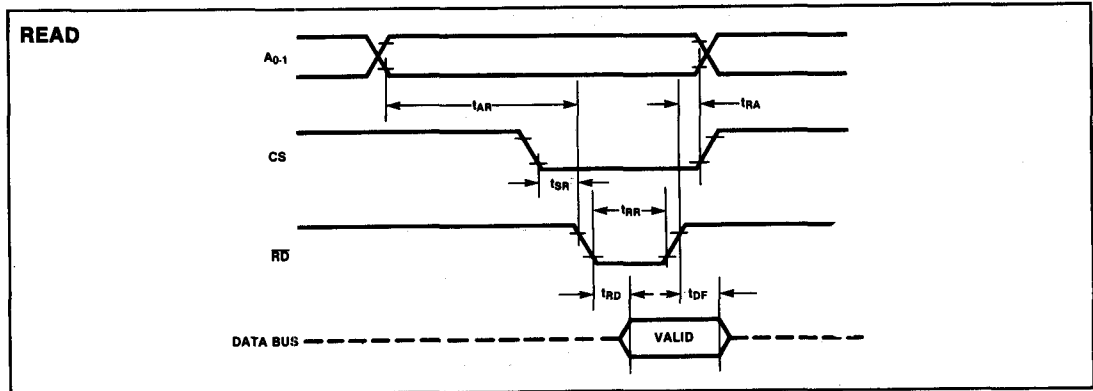 READ
A0-1
tAR
tRA
CS
tSR
tRR
RD
tRD
tDF
DATA BUS
VALID